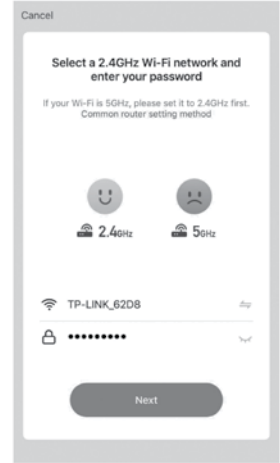 Cancel
Select a 2.4GHz Wi-Fi network and
enter your password
If your Wi-Fi is 5GHz, please set it to 2.4GHz first.
Common router setting method
2.4GHz 5GHz
TP-LINK_62D8
•••••••••
Next